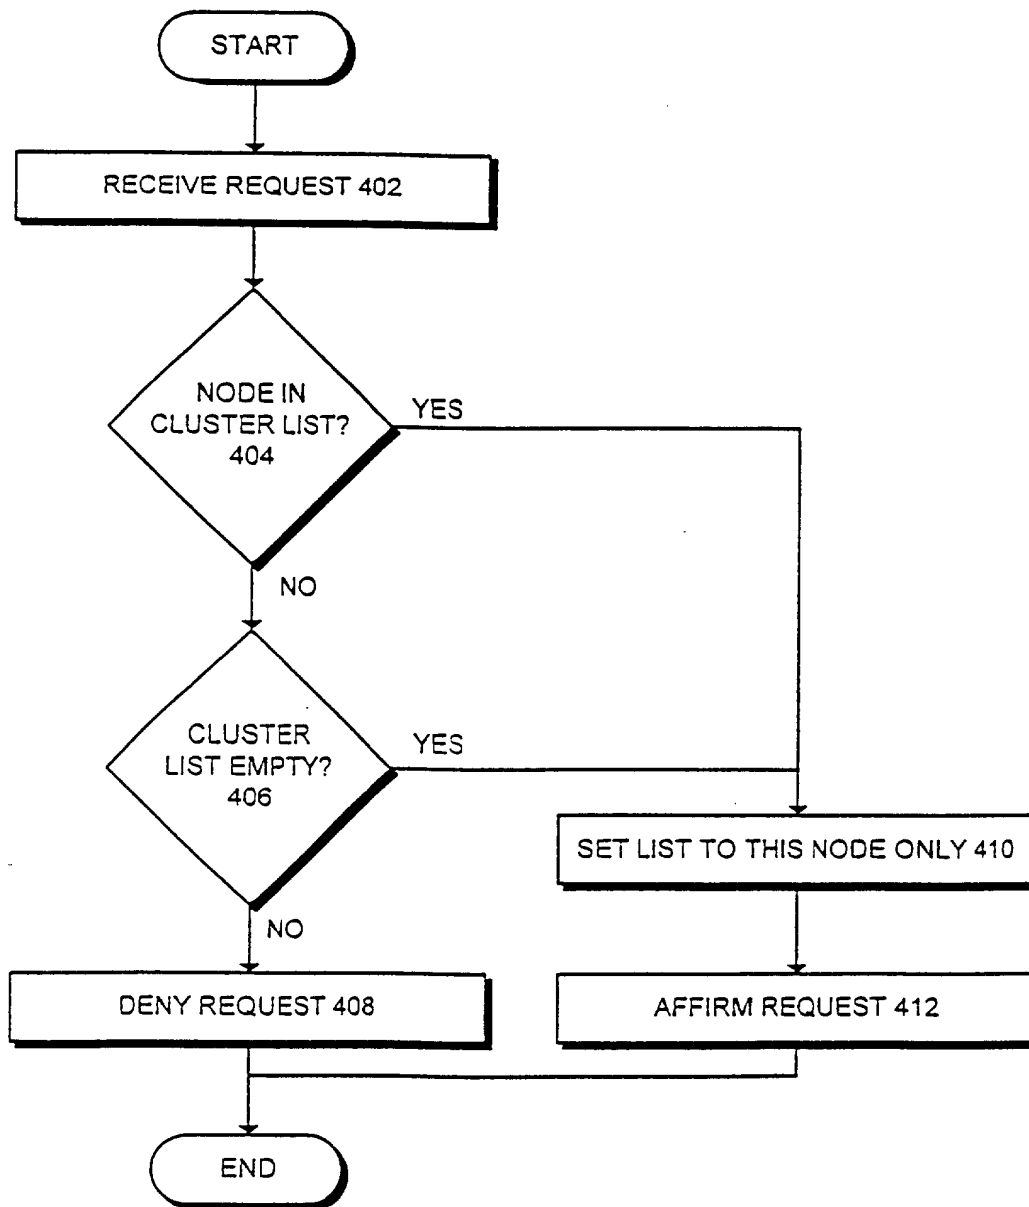 START
RECEIVE REQUEST 402
NODE IN
CLUSTER LIST?
404
YES
NO
CLUSTER
LIST EMPTY?
406
YES
SET LIST TO THIS NODE ONLY 410
NO
DENY REQUEST 408
AFFIRM REQUEST 412
END